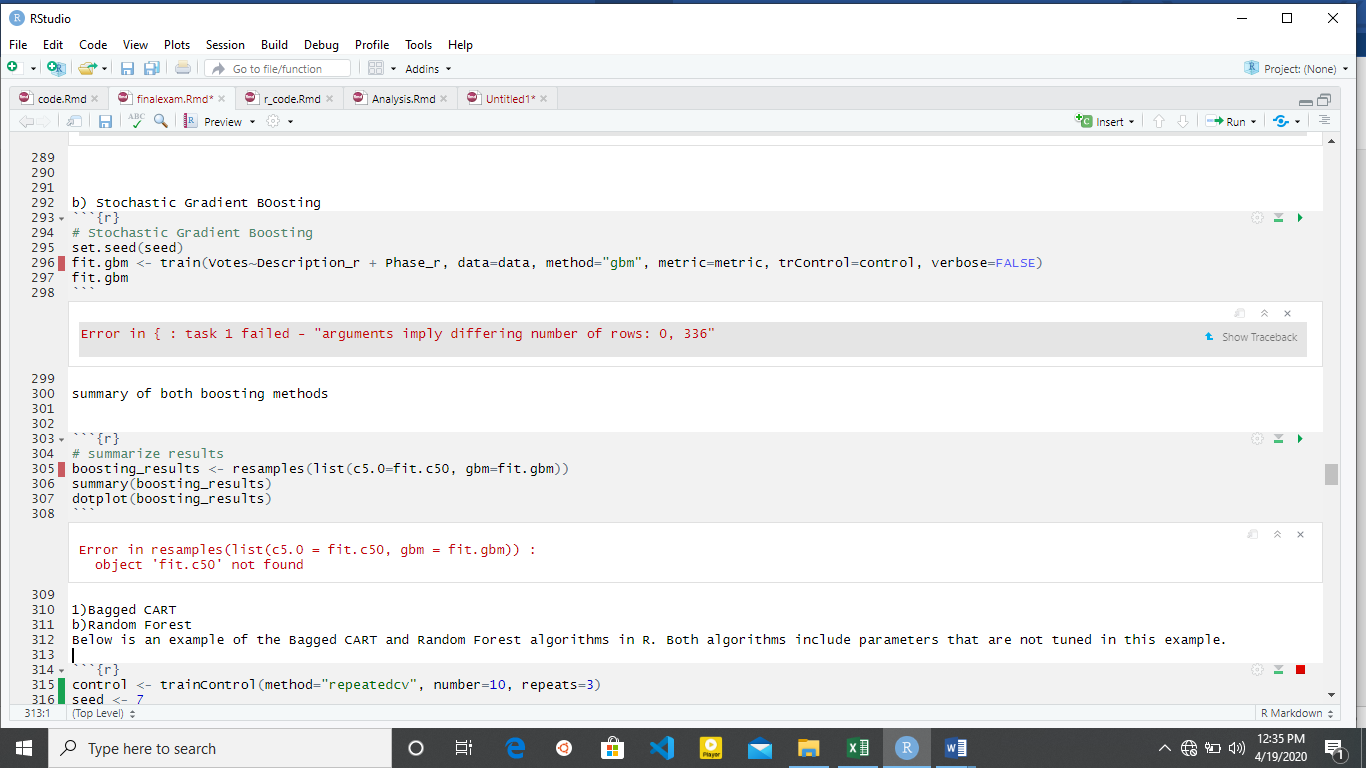 RStudio
File Edit Code View Plots Session Build Debug Profile Tools Help
Go to file/function Addins Project: (None)
code.Rmd finalexam.Rmd* r_code.Rmd Analysis.Rmd Untitled1*
ABC Preview Insert Run
289
290
291
292 b) Stochastic Gradient BOosting
293 ```{r}
294 # Stochastic Gradient Boosting
295 set.seed(seed)
296 fit.gbm <- train(Votes~Description_r + Phase_r, data=data, method="gbm", metric=metric, trControl=control, verbose=FALSE)
297 fit.gbm
298 ```
Error in { : task 1 failed - "arguments imply differing number of rows: 0, 336"
Show Traceback
299
300 summary of both boosting methods
301
302
303 ```{r}
304 # summarize results
305 boosting_results <- resamples(list(c5.0=fit.c50, gbm=fit.gbm))
306 summary(boosting_results)
307 dotplot(boosting_results)
308 ```
Error in resamples(list(c5.0 = fit.c50, gbm = fit.gbm)) :
object 'fit.c50' not found
309
310 1)Bagged CART
311 b)Random Forest
312 Below is an example of the Bagged CART and Random Forest algorithms in R. Both algorithms include parameters that are not tuned in this example.
313
314 ```{r}
315 control <- trainControl(method="repeatedcv", number=10, repeats=3)
316 seed <- 7
313:1 (Top Level) R Markdown
Type here to search
Player
12:35 PM
4/19/2020
1